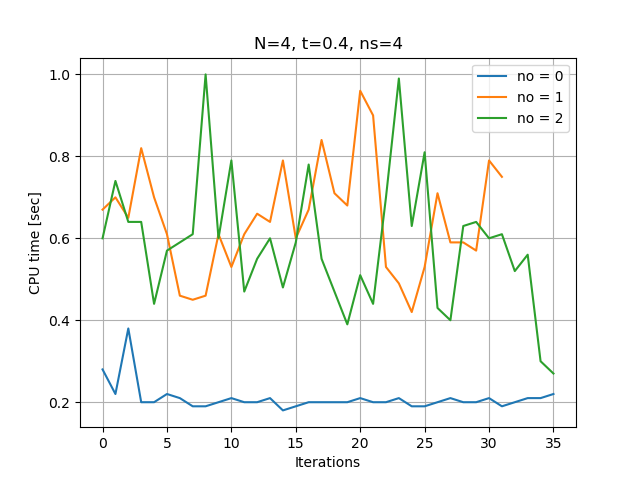 N=4, t=0.4, ns=4
no = 0
no = 1
no = 2
CPU time [sec]
1.0
0.8
0.6
0.4
0.2
0 5 10 15 20 25 30 35
Iterations